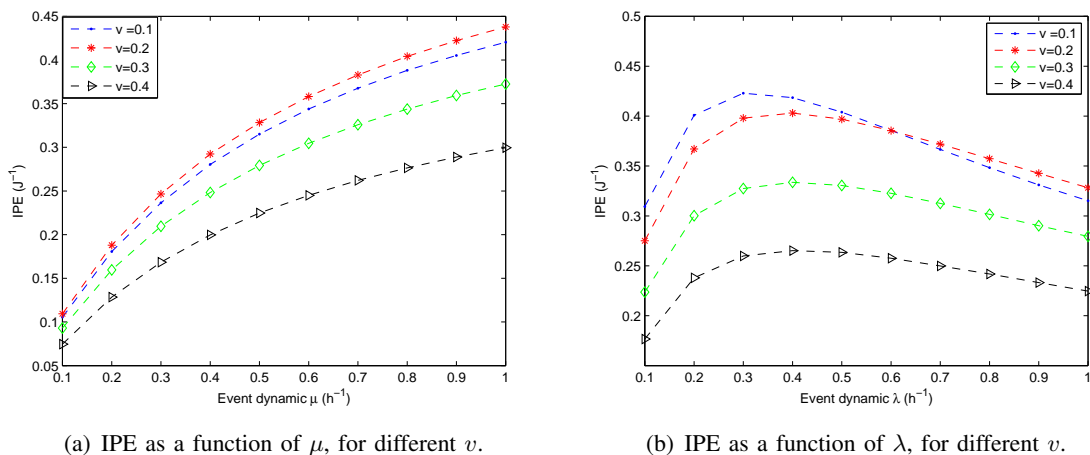 v =0.1
v=0.2
v=0.3
v=0.4
0.45
0.4
0.35
0.3
0.25
0.2
0.15
0.1
0.05
IPE (J⁻¹)
0.1 0.2 0.3 0.4 0.5 0.6 0.7 0.8 0.9 1
Event dynamic μ (h⁻¹)
(a) IPE as a function of μ, for different v.
v =0.1
v=0.2
v=0.3
v=0.4
0.5
0.45
0.4
0.35
0.3
0.25
0.2
IPE (J⁻¹)
0.1 0.2 0.3 0.4 0.5 0.6 0.7 0.8 0.9 1
Event dynamic λ (h⁻¹)
(b) IPE as a function of λ, for different v.